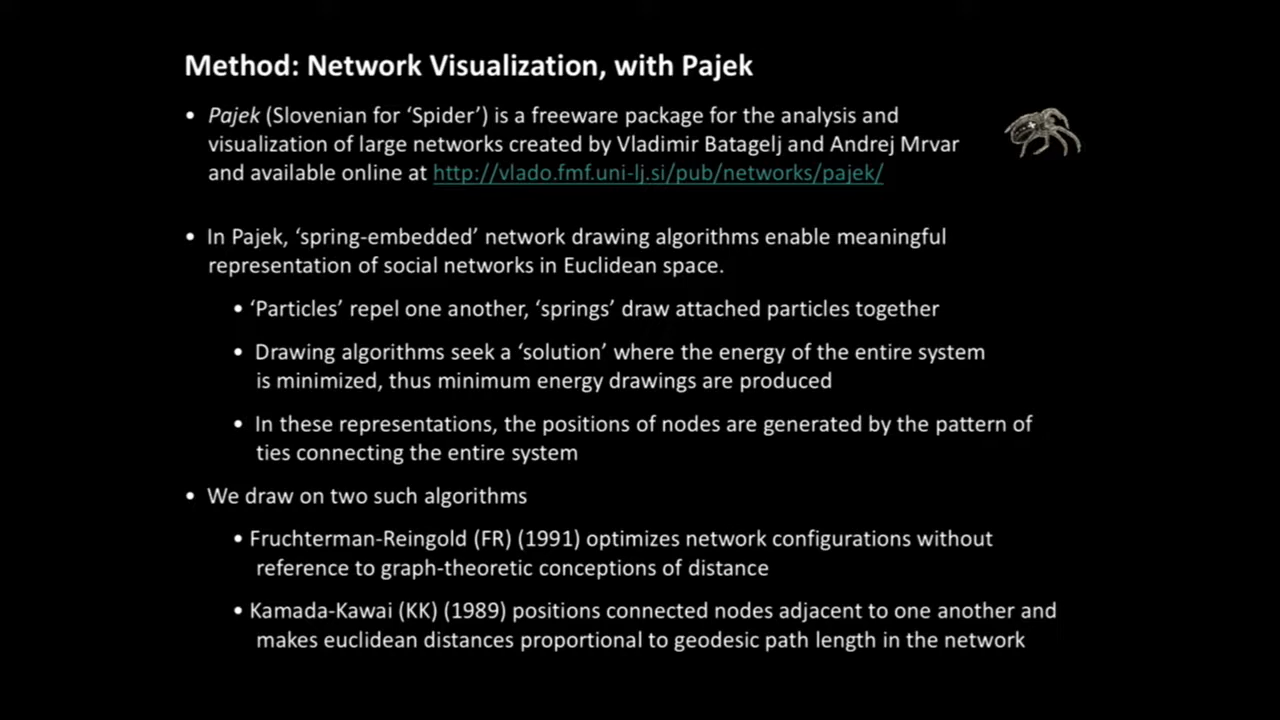 Method: Network Visualization, with Pajek
• Pajek (Slovenian for ‘Spider’) is a freeware package for the analysis and
visualization of large networks created by Vladimir Batagelj and Andrej Mrvar
and available online at http://vlado.fmf.uni-lj.si/pub/networks/pajek/
• In Pajek, ‘spring-embedded’ network drawing algorithms enable meaningful
representation of social networks in Euclidean space.
• ‘Particles’ repel one another, ‘springs’ draw attached particles together
• Drawing algorithms seek a ‘solution’ where the energy of the entire system
is minimized, thus minimum energy drawings are produced
• In these representations, the positions of nodes are generated by the pattern of
ties connecting the entire system
• We draw on two such algorithms
• Fruchterman-Reingold (FR) (1991) optimizes network configurations without
reference to graph-theoretic conceptions of distance
• Kamada-Kawai (KK) (1989) positions connected nodes adjacent to one another and
makes euclidean distances proportional to geodesic path length in the network